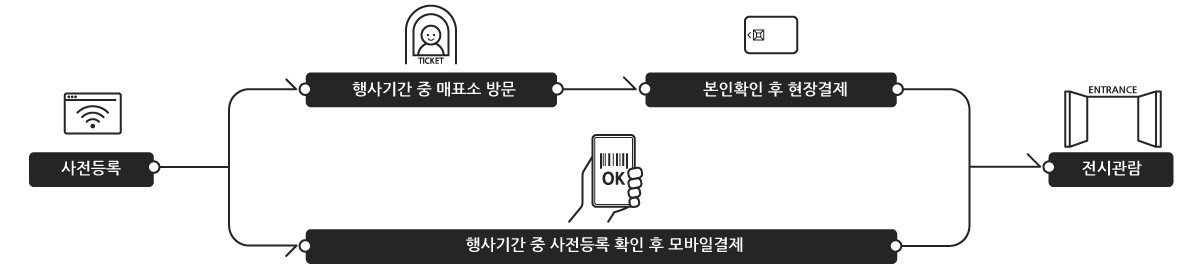 사전등록
TICKET
행사기간 중 매표소 방문
본인확인 후 현장결제
OK
행사기간 중 사전등록 확인 후 모바일결제
ENTRANCE
전시관람